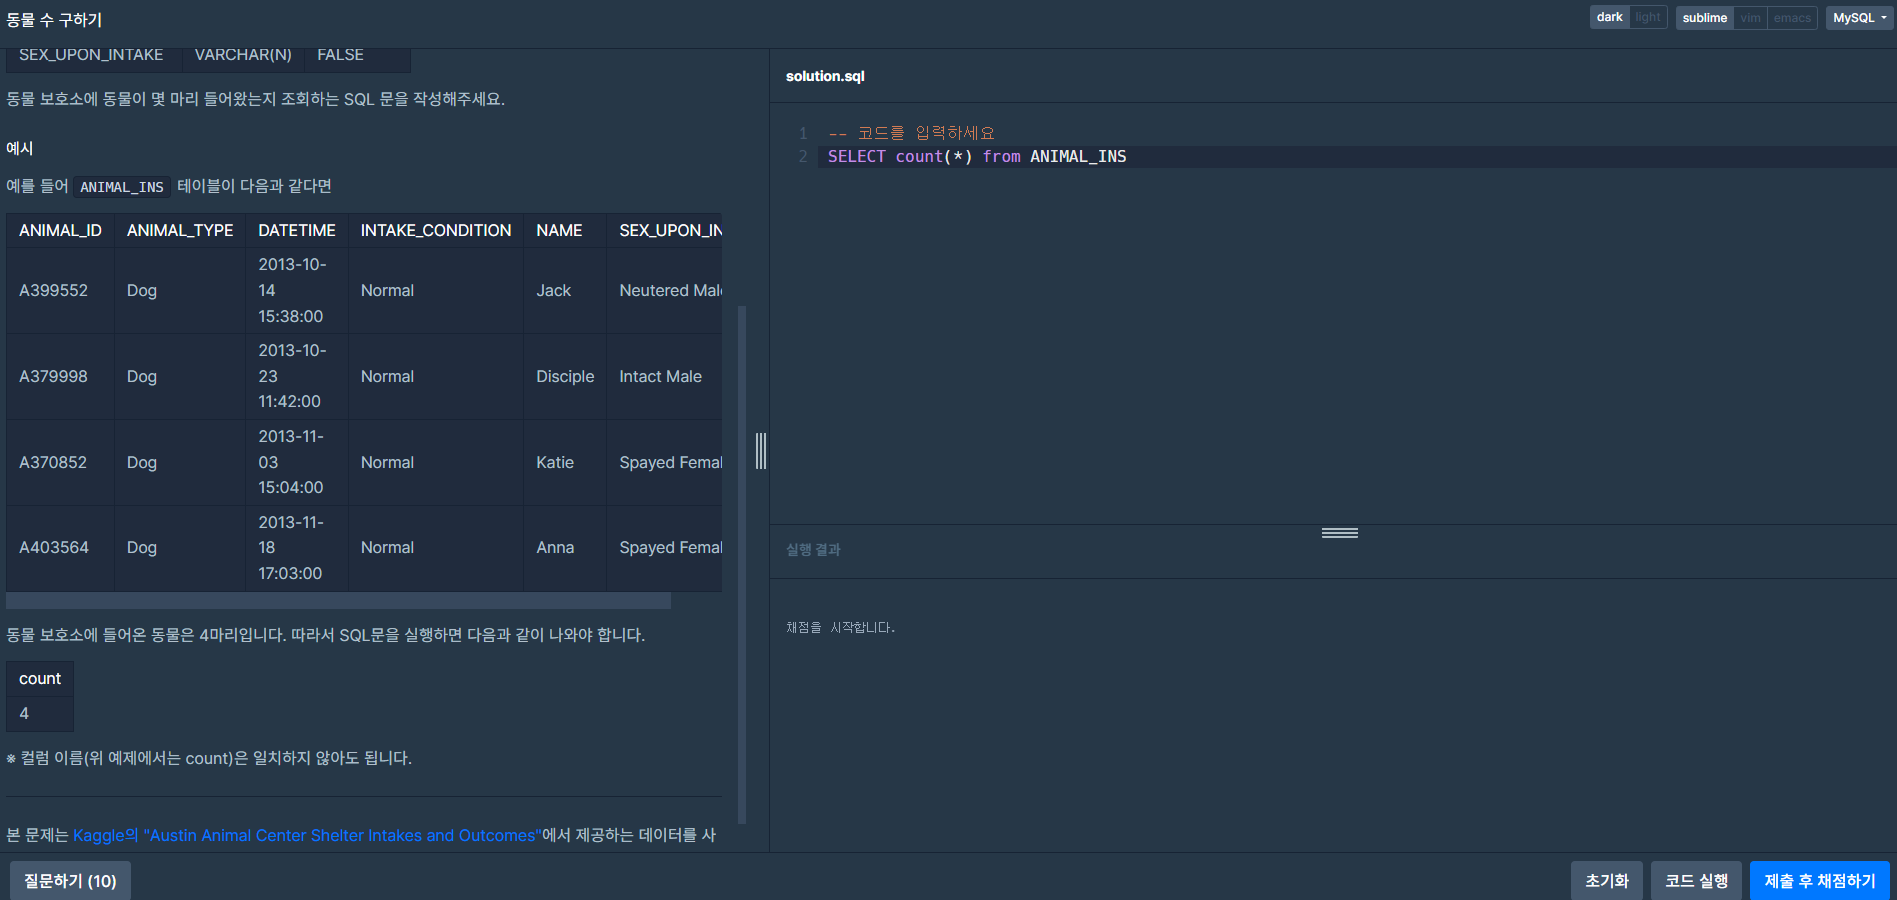 동물 수 구하기
dark light sublime vim emacs MySQL
SEX_UPON_INTAKE VARCHAR(N) FALSE
동물 보호소에 동물이 몇 마리 들어왔는지 조회하는 SQL 문을 작성해주세요.
예시
예를 들어 ANIMAL_INS 테이블이 다음과 같다면
ANIMAL_ID ANIMAL_TYPE DATETIME INTAKE_CONDITION NAME SEX_UPON_IN
A399552 Dog 2013-10-14 15:38:00 Normal Jack Neutered Mal
A379998 Dog 2013-10-23 11:42:00 Normal Disciple Intact Male
A370852 Dog 2013-11-03 15:04:00 Normal Katie Spayed Femal
A403564 Dog 2013-11-18 17:03:00 Normal Anna Spayed Femal
동물 보호소에 들어온 동물은 4마리입니다. 따라서 SQL문을 실행하면 다음과 같이 나와야 합니다.
count
4
※ 컬럼 이름(위 예제에서는 count)은 일치하지 않아도 됩니다.
본 문제는 Kaggle의 "Austin Animal Center Shelter Intakes and Outcomes"에서 제공하는 데이터를 사
solution.sql
1 -- 코드를 입력하세요
2 SELECT count(*) from ANIMAL_INS
실행 결과
채점을 시작합니다.
질문하기 (10)
초기화 코드 실행 제출 후 채점하기